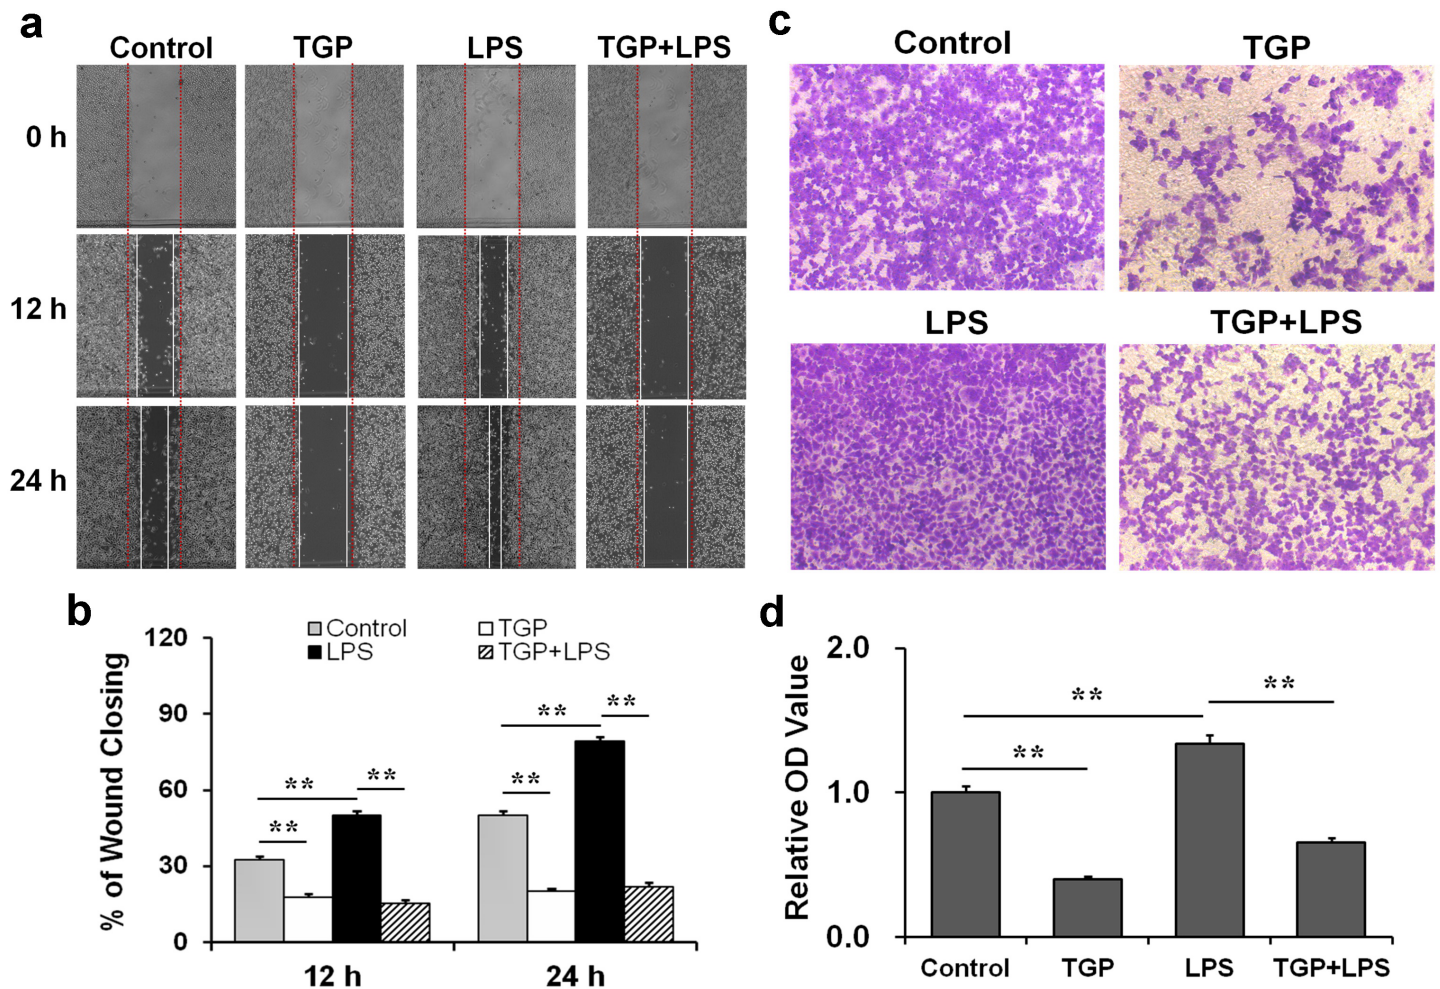 a
Control TGP LPS TGP+LPS
0 h
12 h
24 h
b
% of Wound Closing
120
90
60
30
0
Control TGP
LPS TGP+LPS
** ** **
** ** **
12 h 24 h
c
Control TGP
LPS TGP+LPS
d
Relative OD Value
2.0
1.0
0.0
** ** **
Control TGP LPS TGP+LPS